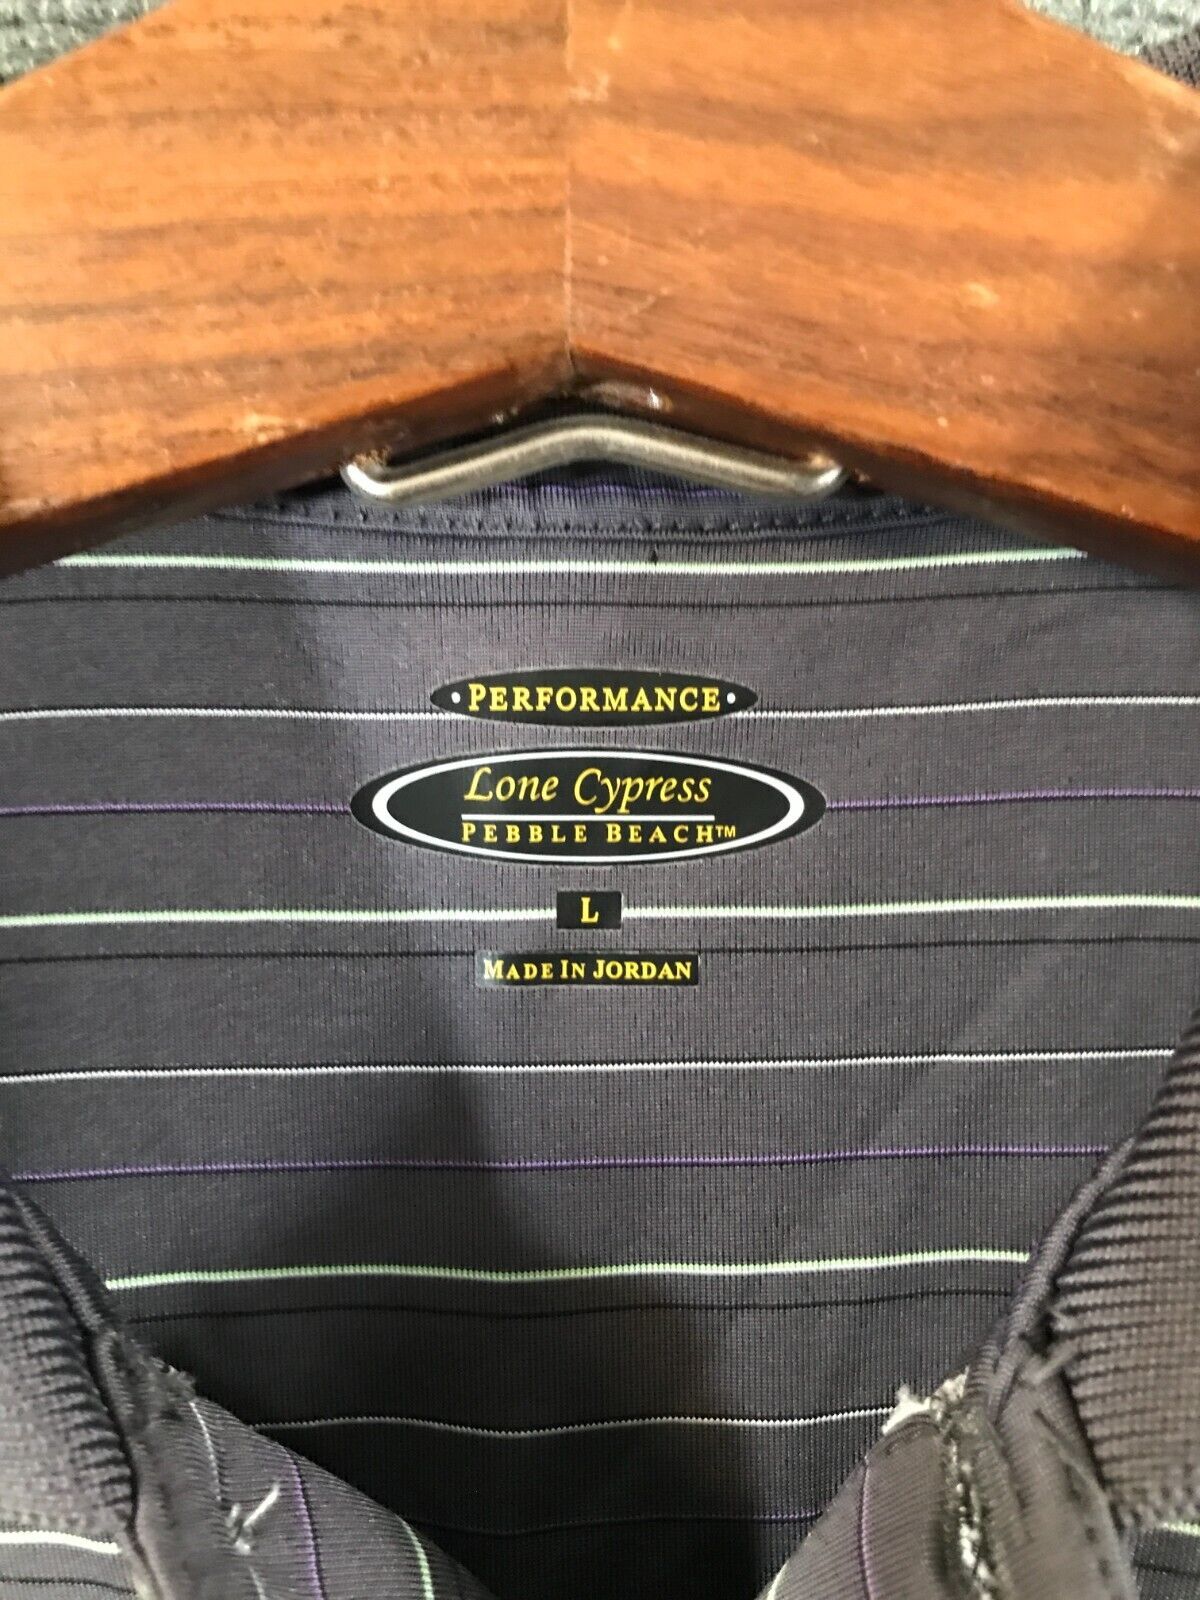 • PERFORMANCE •
Lone Cypress
PEBBLE BEACH™
L
MADE IN JORDAN